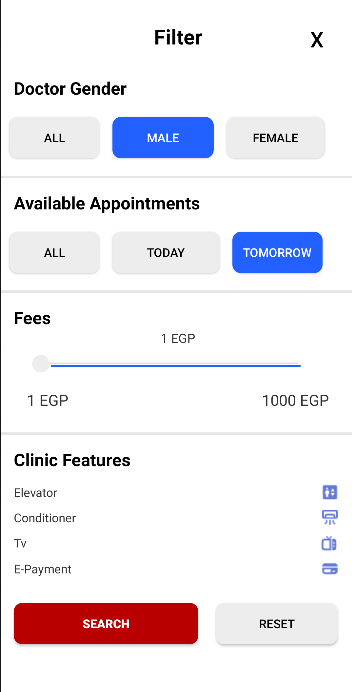 Filter X
Doctor Gender
ALL MALE FEMALE
Available Appointments
ALL TODAY TOMORROW
Fees
1 EGP
1 EGP 1000 EGP
Clinic Features
Elevator
Conditioner
Tv
E-Payment
SEARCH RESET